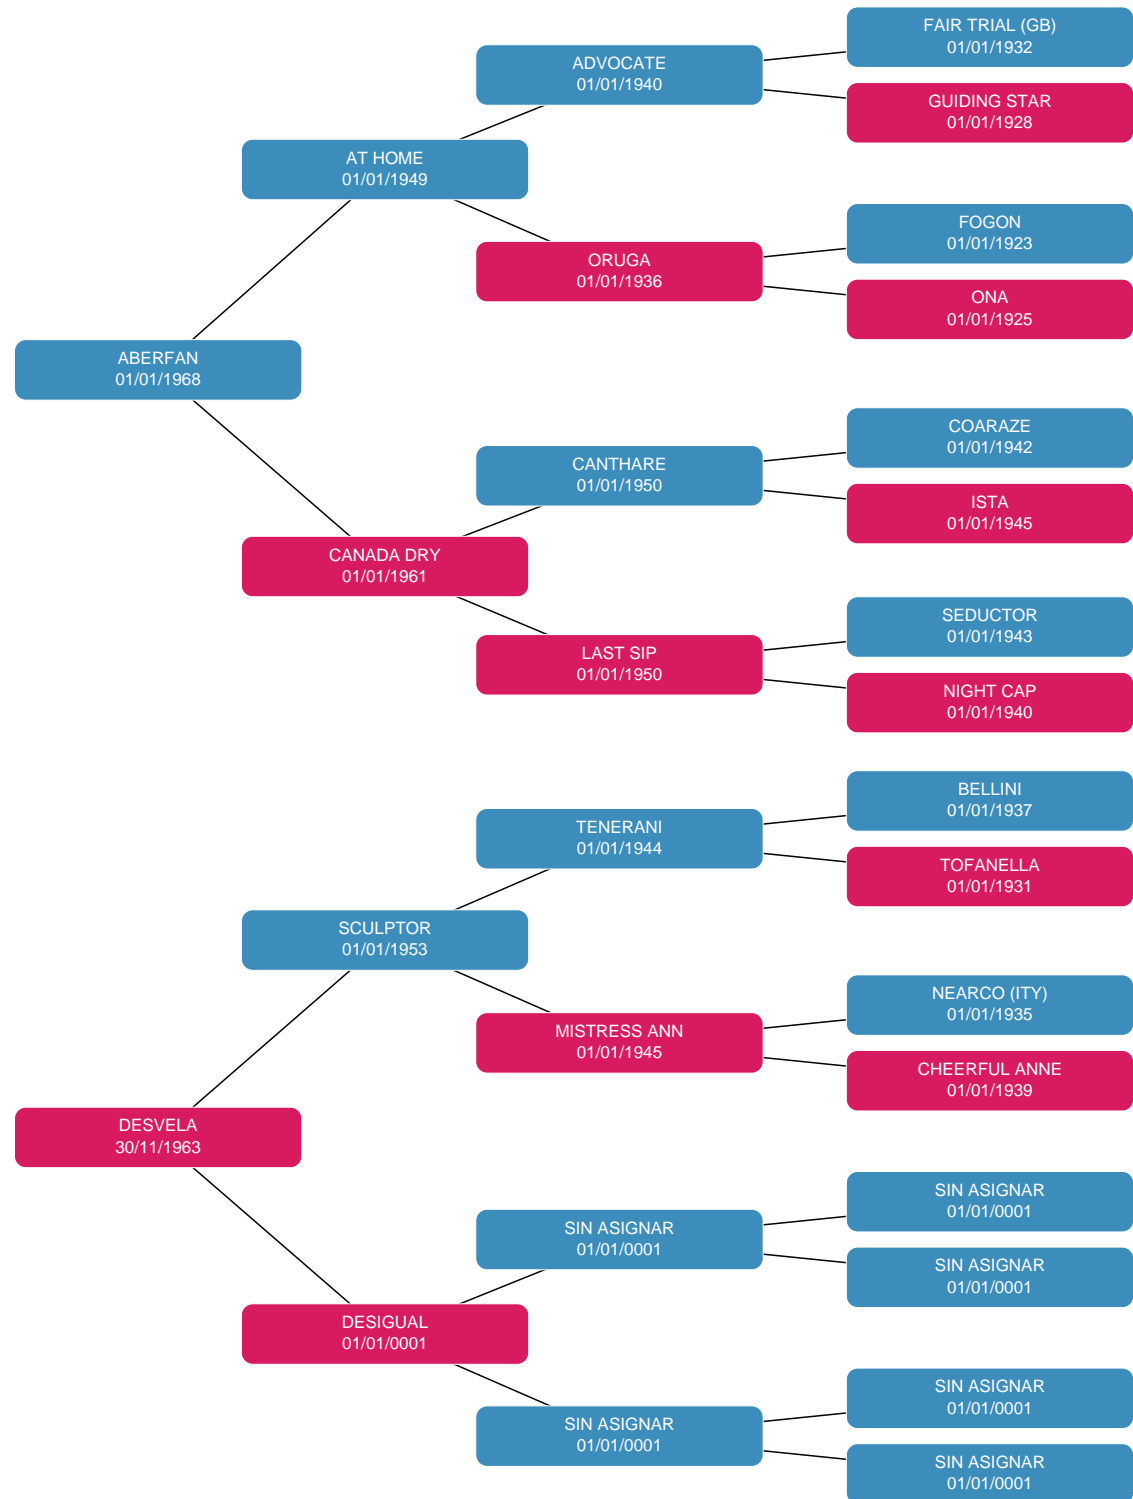 FAIR TRIAL (GB)
01/01/1932
ADVOCATE
01/01/1940
GUIDING STAR
01/01/1928
AT HOME
01/01/1949
FOGON
01/01/1923
ORUGA
01/01/1936
ONA
01/01/1925
ABERFAN
01/01/1968
COARAZE
01/01/1942
CANTHARE
01/01/1950
ISTA
01/01/1945
CANADA DRY
01/01/1961
SEDUCTOR
01/01/1943
LAST SIP
01/01/1950
NIGHT CAP
01/01/1940
BELLINI
01/01/1937
TENERANI
01/01/1944
TOFANELLA
01/01/1931
SCULPTOR
01/01/1953
NEARCO (ITY)
01/01/1935
MISTRESS ANN
01/01/1945
CHEERFUL ANNE
01/01/1939
DESVELA
30/11/1963
SIN ASIGNAR
01/01/0001
SIN ASIGNAR
01/01/0001
SIN ASIGNAR
01/01/0001
DESIGUAL
01/01/0001
SIN ASIGNAR
01/01/0001
SIN ASIGNAR
01/01/0001
SIN ASIGNAR
01/01/0001